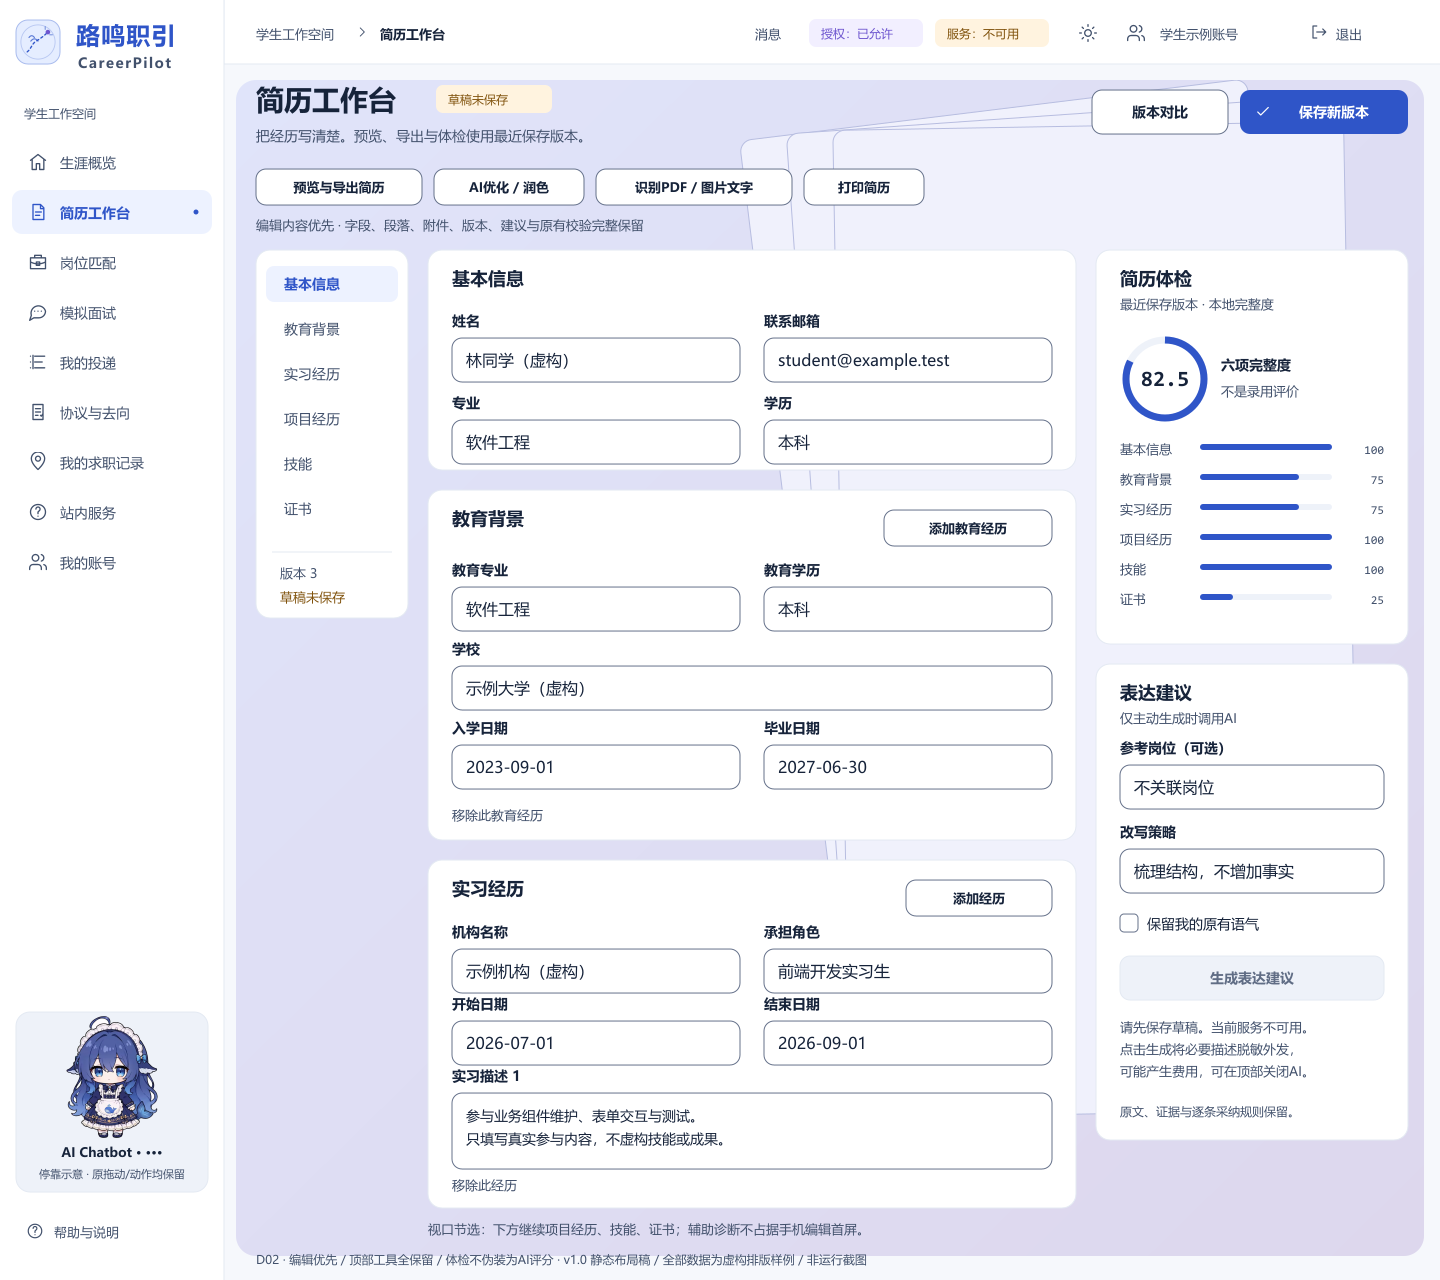 路鸣职引
CareerPilot
学生工作空间
生涯概览
简历工作台
岗位匹配
模拟面试
我的投递
协议与去向
我的求职记录
站内服务
我的账号
AI Chatbot • •••
停靠示意 · 原拖动/动作均保留
帮助与说明
学生工作空间 > 简历工作台
消息
授权：已允许
服务：不可用
学生示例账号
退出
简历工作台
草稿未保存
把经历写清楚。预览、导出与体检使用最近保存版本。
版本对比
保存新版本
预览与导出简历
AI优化 / 润色
识别PDF / 图片文字
打印简历
编辑内容优先 · 字段、段落、附件、版本、建议与原有校验完整保留
基本信息
教育背景
实习经历
项目经历
技能
证书
版本 3
草稿未保存
基本信息
姓名
联系邮箱
林同学（虚构）
student@example.test
专业
学历
软件工程
本科
教育背景
添加教育经历
教育专业
教育学历
软件工程
本科
学校
示例大学（虚构）
入学日期
毕业日期
2023-09-01
2027-06-30
移除此教育经历
实习经历
添加经历
机构名称
承担角色
示例机构（虚构）
前端开发实习生
开始日期
结束日期
2026-07-01
2026-09-01
实习描述 1
参与业务组件维护、表单交互与测试。
只填写真实参与内容，不虚构技能或成果。
移除此经历
视口节选：下方继续项目经历、技能、证书；辅助诊断不占据手机编辑首屏。
简历体检
最近保存版本 · 本地完整度
82.5
六项完整度
不是录用评价
基本信息 100
教育背景 75
实习经历 75
项目经历 100
技能 100
证书 25
表达建议
仅主动生成时调用AI
参考岗位（可选）
不关联岗位
改写策略
梳理结构，不增加事实
保留我的原有语气
生成表达建议
请先保存草稿。当前服务不可用。
点击生成将必要描述脱敏外发，
可能产生费用，可在顶部关闭AI。
原文、证据与逐条采纳规则保留。
D02 · 编辑优先 / 顶部工具全保留 / 体检不伪装为AI评分 · v1.0 静态布局稿 / 全部数据为虚构排版样例 / 非运行截图